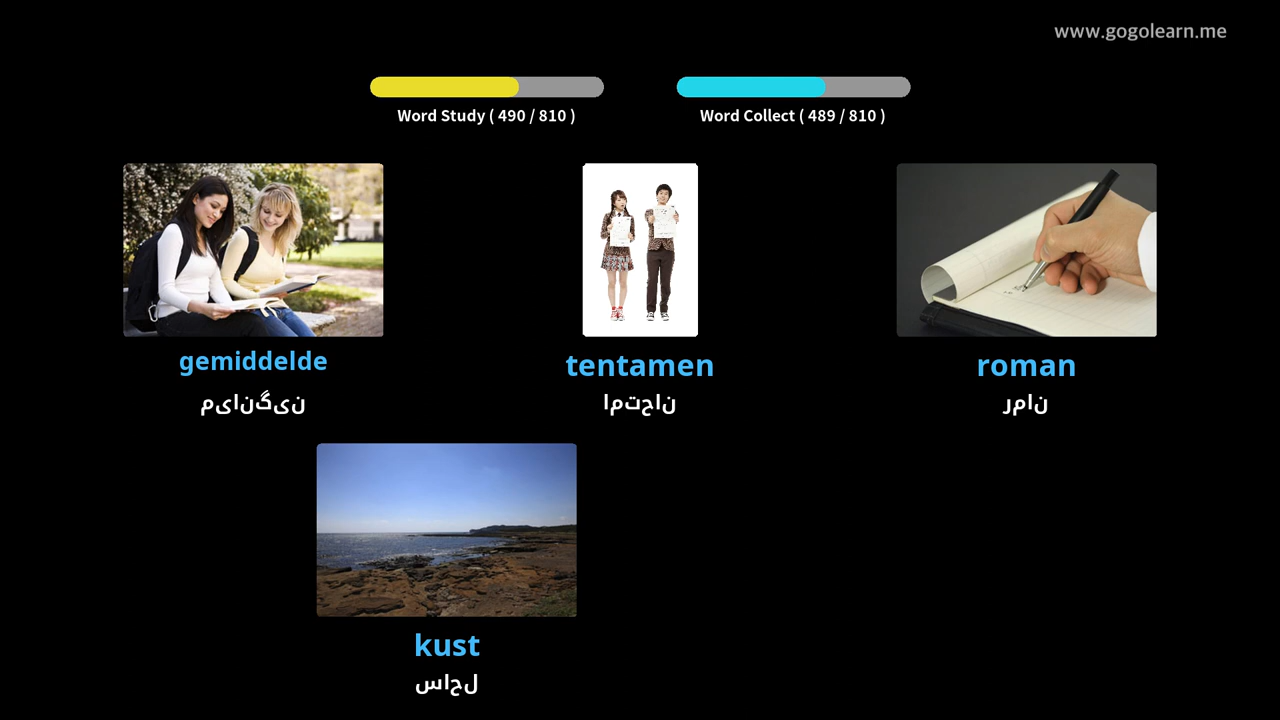 www.gogolearn.me
Word Study ( 490 / 810 )
Word Collect ( 489 / 810 )
gemiddelde
tentamen
roman
میانگین
امتحان
رمان
kust
ساحل